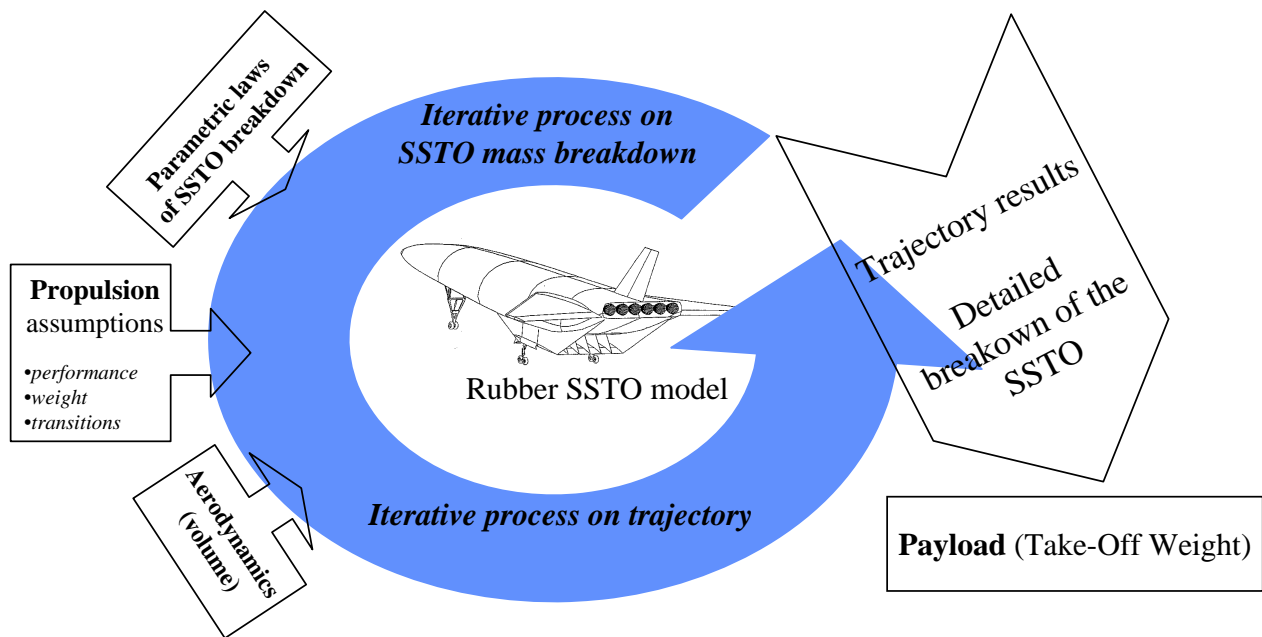 Parametric laws
of SSTO breakdown
Iterative process on
SSTO mass breakdown
Propulsion
assumptions
•performance
•weight
•transitions
Rubber SSTO model
Trajectory results
Detailed
breakown of the
SSTO
Aerodynamics
(volume)
Iterative process on trajectory
Payload (Take-Off Weight)